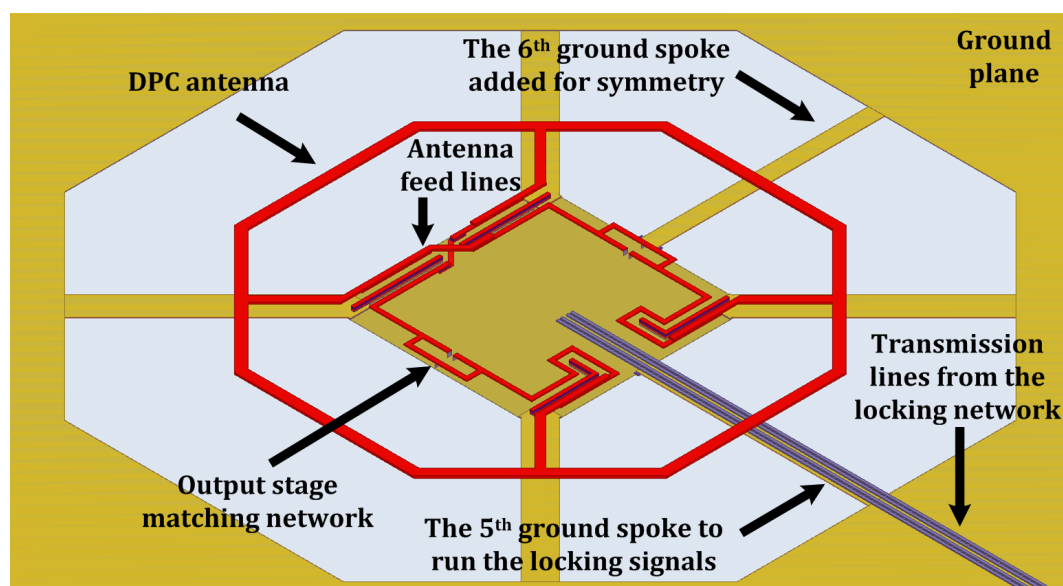 The 6th ground spoke
added for symmetry
Ground
plane
DPC antenna
Antenna
feed lines
Transmission
lines from the
locking network
Output stage
matching network
The 5th ground spoke to
run the locking signals